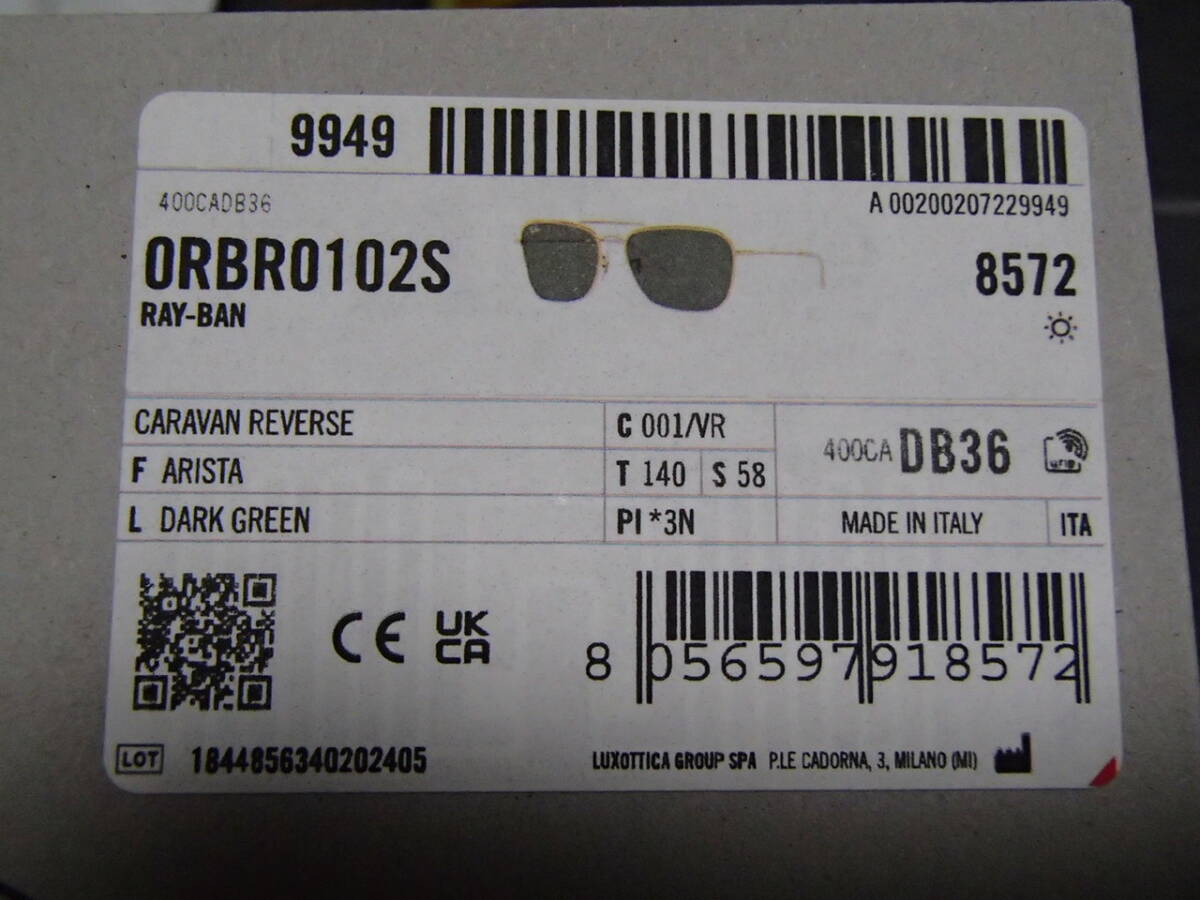 9949
400CADB36
A 00200207229949
0RBR0102S
8572
RAY-BAN
CARAVAN REVERSE
C 001/VR
400CA DB36
F ARISTA
T 140
S 58
L DARK GREEN
PI *3N
MADE IN ITALY
ITA
CE
UK
CA
8 056597 918572
LOT 1844856340202405
LUXOTTICA GROUP SPA P.LE CADORNA, 3, MILANO (MI)